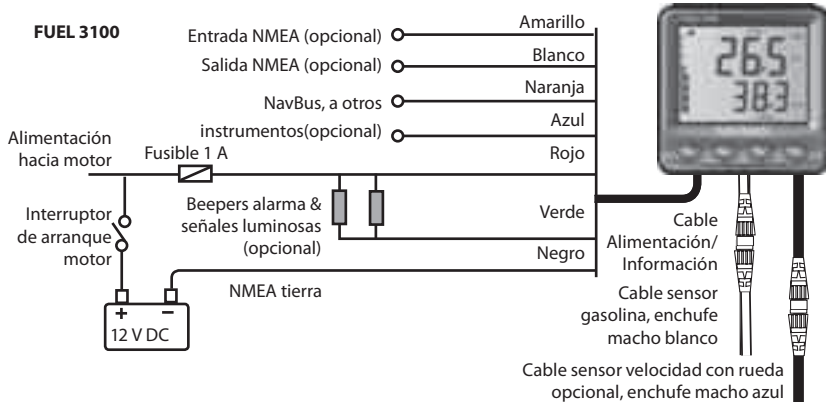 FUEL 3100
Entrada NMEA (opcional)
Salida NMEA (opcional)
NavBus, a otros
instrumentos(opcional)
Amarillo
Blanco
Naranja
Azul
Rojo
Verde
Negro
Alimentación
hacia motor
Fusible 1 A
Interruptor
de arranque
motor
Beepers alarma &
señales luminosas
(opcional)
NMEA tierra
+ –
12 V DC
26.5
38.3
Cable
Alimentación/
Información
Cable sensor
gasolina, enchufe
macho blanco
Cable sensor velocidad con rueda
opcional, enchufe macho azul